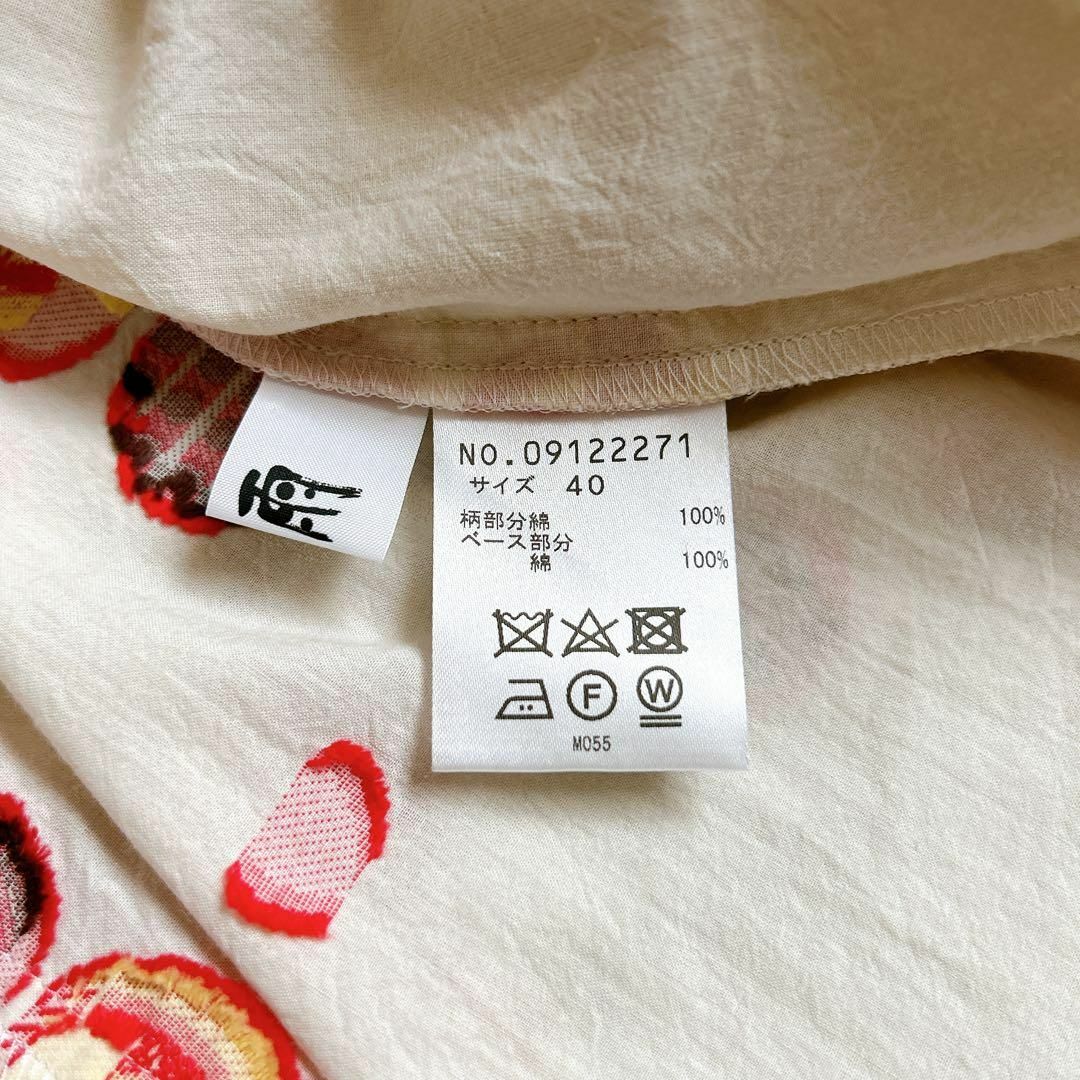 NO.09122271
サイズ 40
柄部分綿 100%
ベース部分
綿 100%
F
W
M055